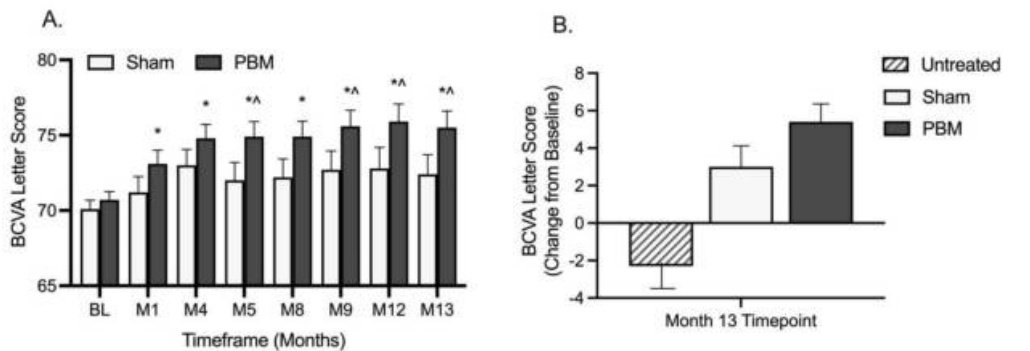 A.
Sham PBM
80
75
70
65
BCVA Letter Score
* * *^ * *^ *^ *^
BL M1 M4 M5 M8 M9 M12 M13
Timeframe (Months)
B.
Untreated
Sham
PBM
8
6
4
2
0
-2
-4
BCVA Letter Score
(Change from Baseline)
Month 13 Timepoint